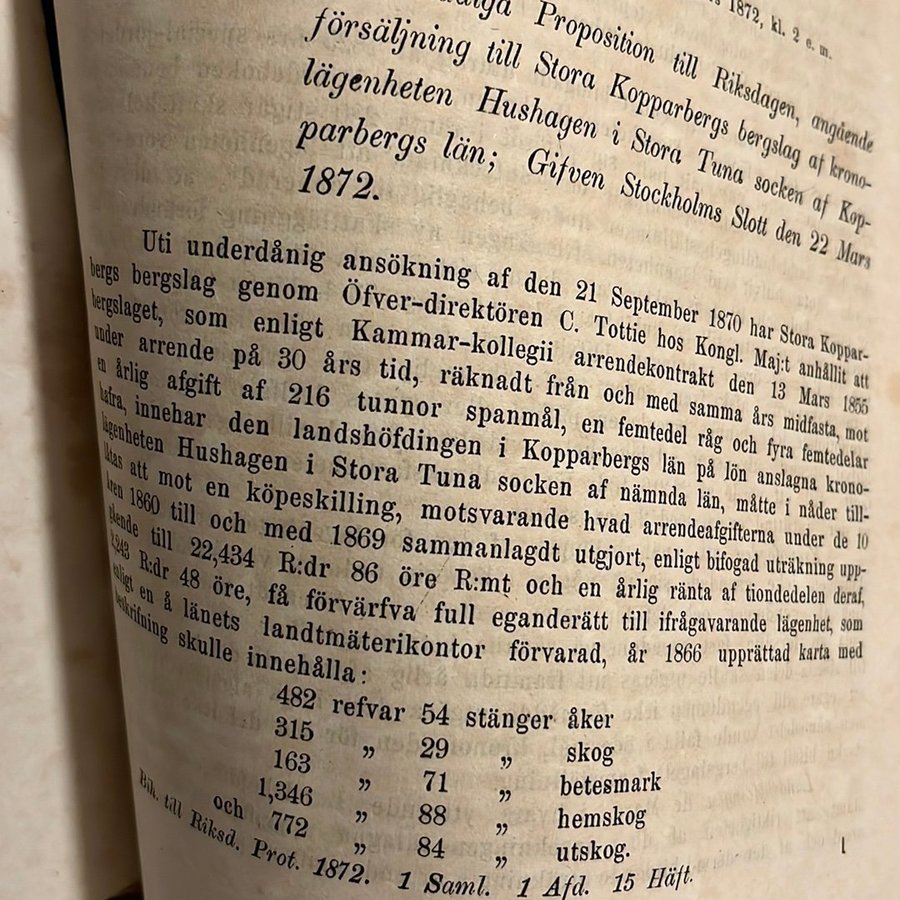 1872, kl. 2 e. m.
Proposition till Riksdagen, angående
försäljning till Stora Kopparbergs bergslag af krono-
lägenheten Hushagen i Stora Tuna socken af Kop-
parbergs län; Gifven Stockholms Slott den 22 Mars
1872.
Uti underdånig ansökning af den 21 September 1870 har Stora Koppar-
bergs bergslag genom Öfver-direktören C. Tottie hos Kongl. Maj:t anhållit att
bergslaget, som enligt Kammar-kollegii arrendekontrakt den 13 Mars 1855
under arrende på 30 års tid, räknadt från och med samma års midfasta, mot
en årlig afgift af 216 tunnor spanmål, en femtedel råg och fyra femtedelar
hafra, innehar den landshöfdingen i Kopparbergs län på lön anslagna krono-
lägenheten Hushagen i Stora Tuna socken af nämnda län, måtte i nåder till-
låtas att mot en köpeskilling, motsvarande hvad arrendeafgifterna under de 10
åren 1860 till och med 1869 sammanlagdt utgjort, enligt bifogad uträkning upp-
gående till 22,434 R:dr 86 öre R:mt och en årlig ränta af tiondedelen deraf,
2,243 R:dr 48 öre, få förvärfva full eganderätt till ifrågavarande lägenhet, som
enligt en å länets landtmäterikontor förvarad, år 1866 upprättad karta med
beskrifning skulle innehålla:
482 refvar 54 stänger åker
315 „ 29 „ skog
163 „ 71 „ betesmark
1,346 „ 88 „ hemskog
och 772 „ 84 „ utskog.
Bih. till Riksd. Prot. 1872. 1 Saml. 1 Afd. 15 Häft. 1